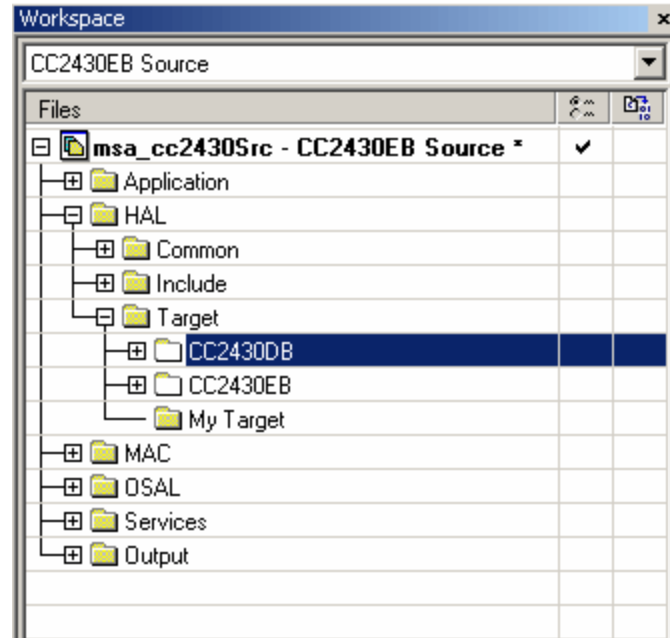 Workspace
CC2430EB Source
Files
msa_cc2430Src - CC2430EB Source *
Application
HAL
Common
Include
Target
CC2430DB
CC2430EB
My Target
MAC
OSAL
Services
Output